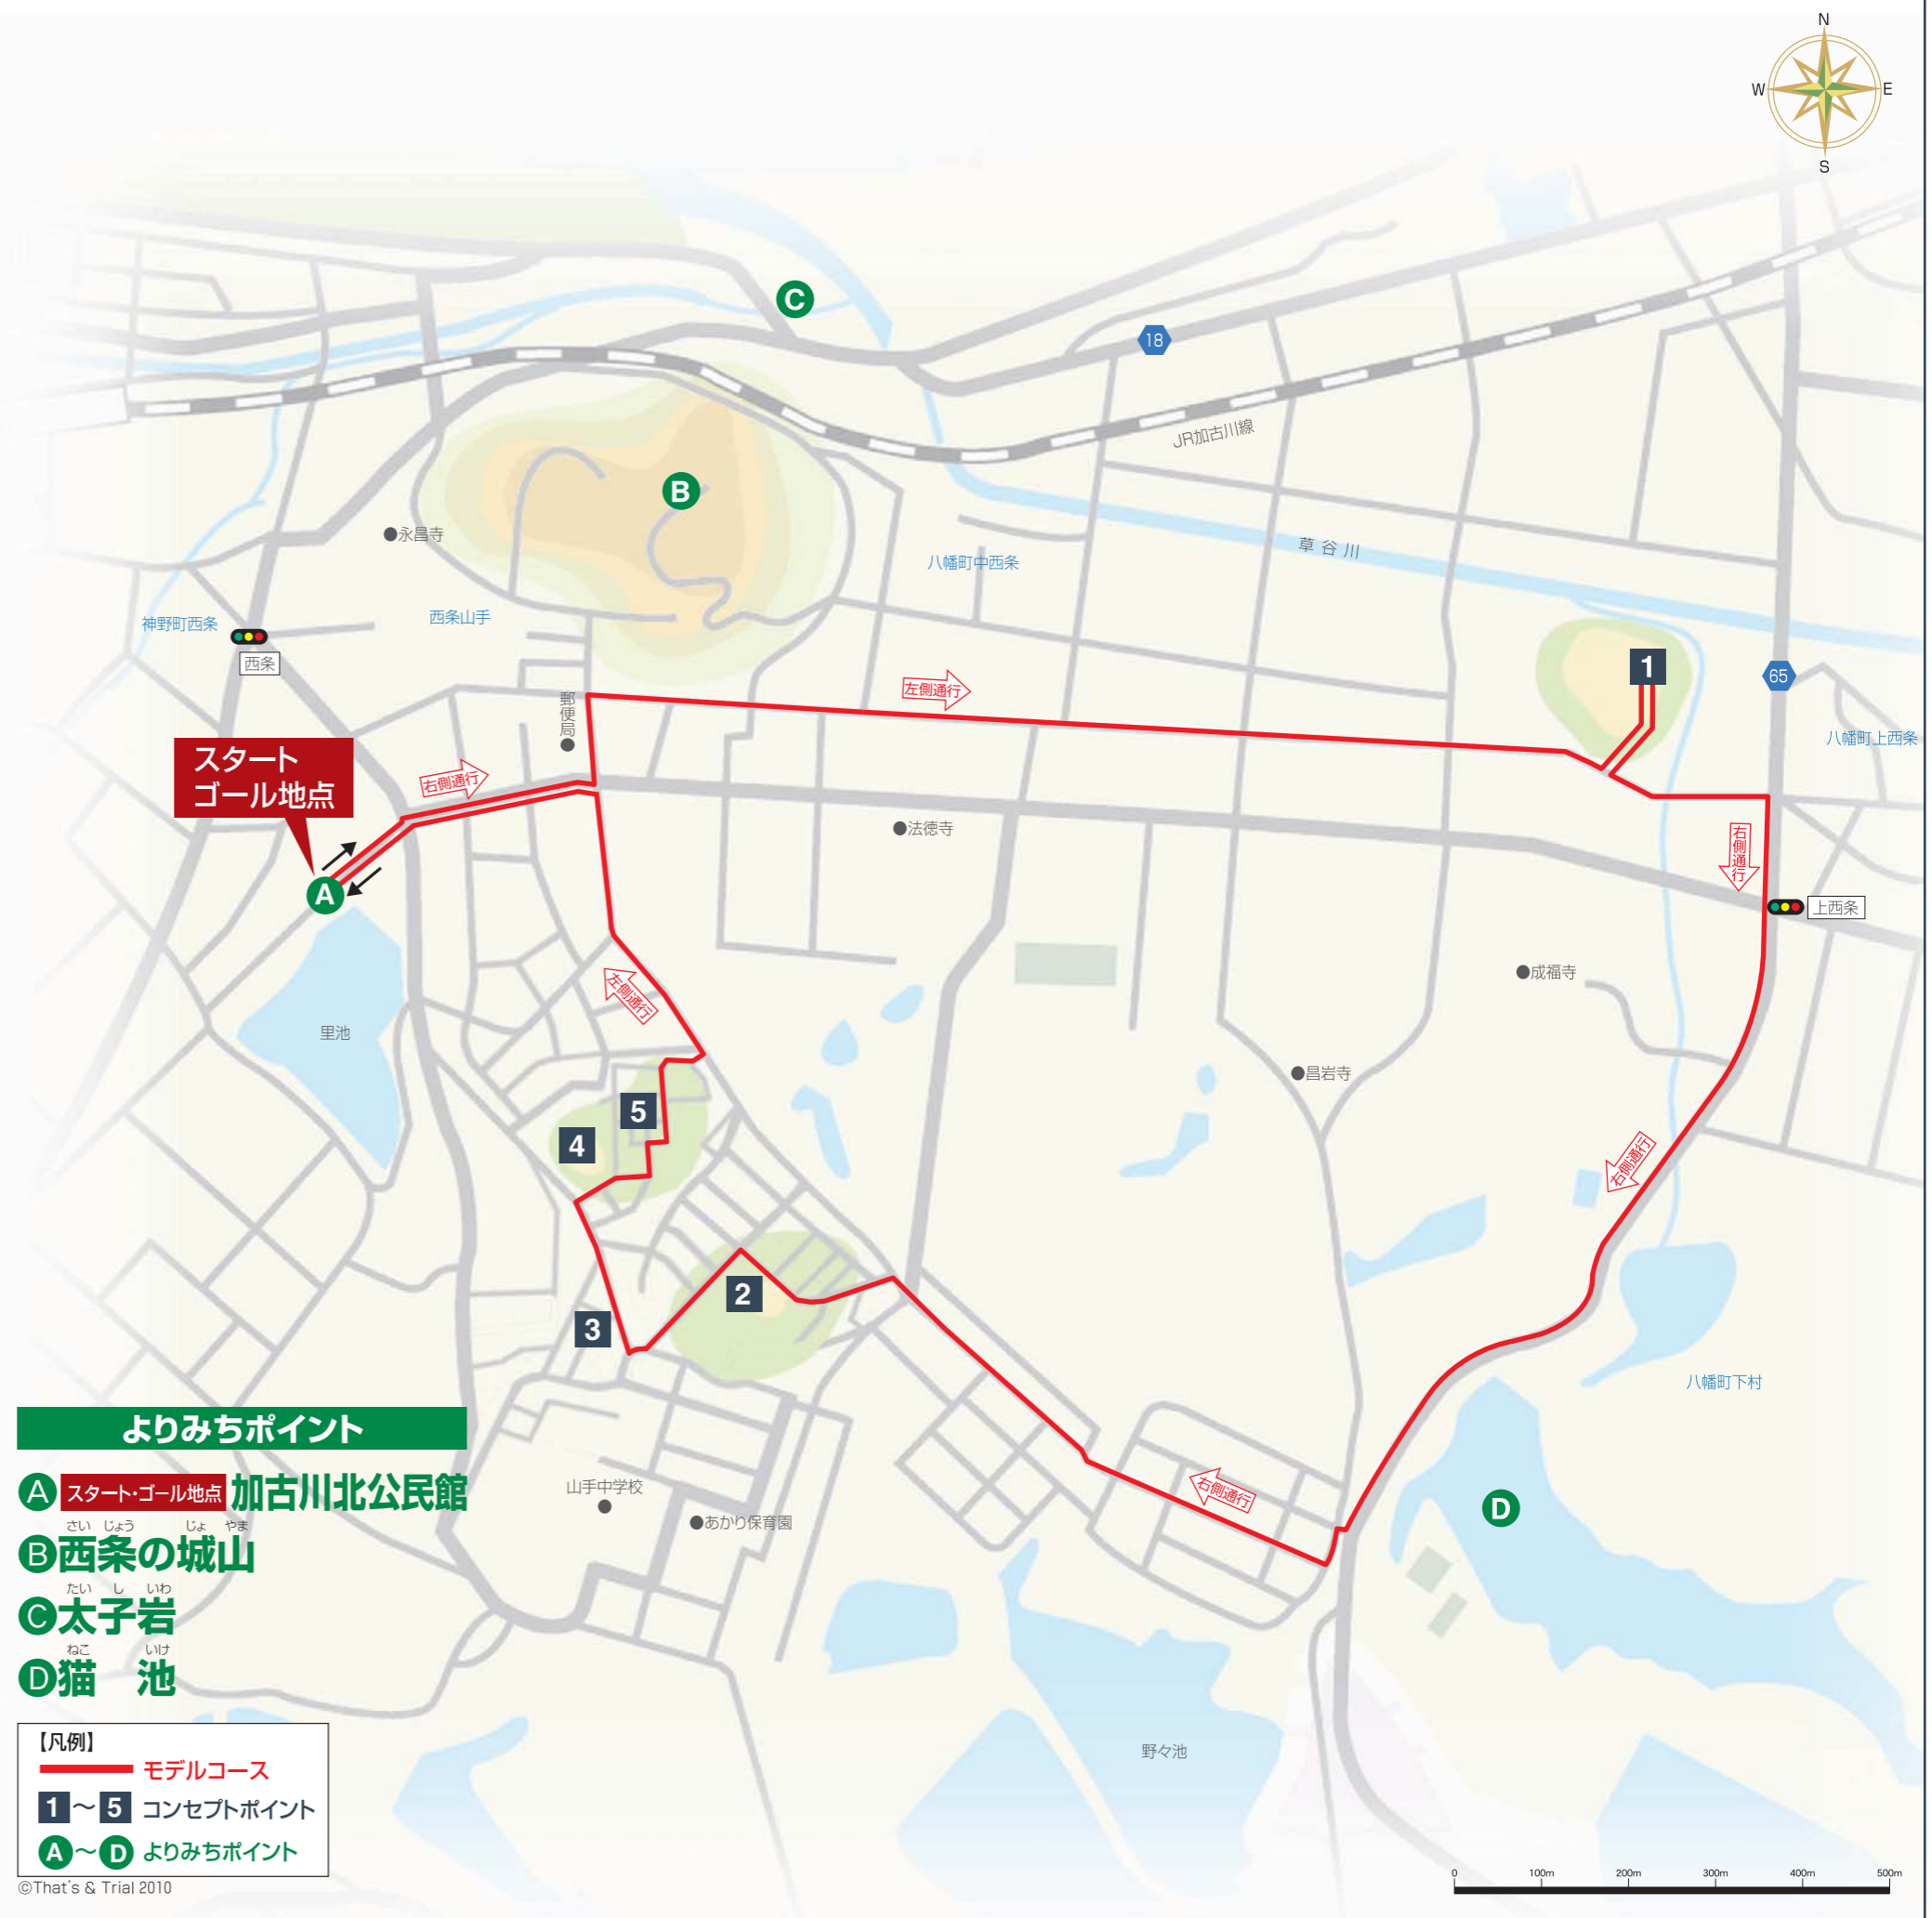 N
W
E
S
C
18
JR加古川線
B
永昌寺
八幡町中西条
草谷川
神野町西条
西条山手
西条
1
65
郵便局
左側通行
八幡町上西条
スタート
ゴール地点
右側通行
法徳寺
右側通行
A
上西条
成福寺
左側通行
里池
昌岩寺
5
4
右側通行
2
3
八幡町下村
よりみちポイント
山手中学校
右側通行
あかり保育園
D
A スタート・ゴール地点 加古川北公民館
さい じょう じょ やま
B 西条の城山
たい し いわ
C 太子岩
ねこ いけ
D 猫 池
野々池
【凡例】
モデルコース
1～5 コンセプトポイント
A～D よりみちポイント
©That's & Trial 2010
0 100m 200m 300m 400m 500m